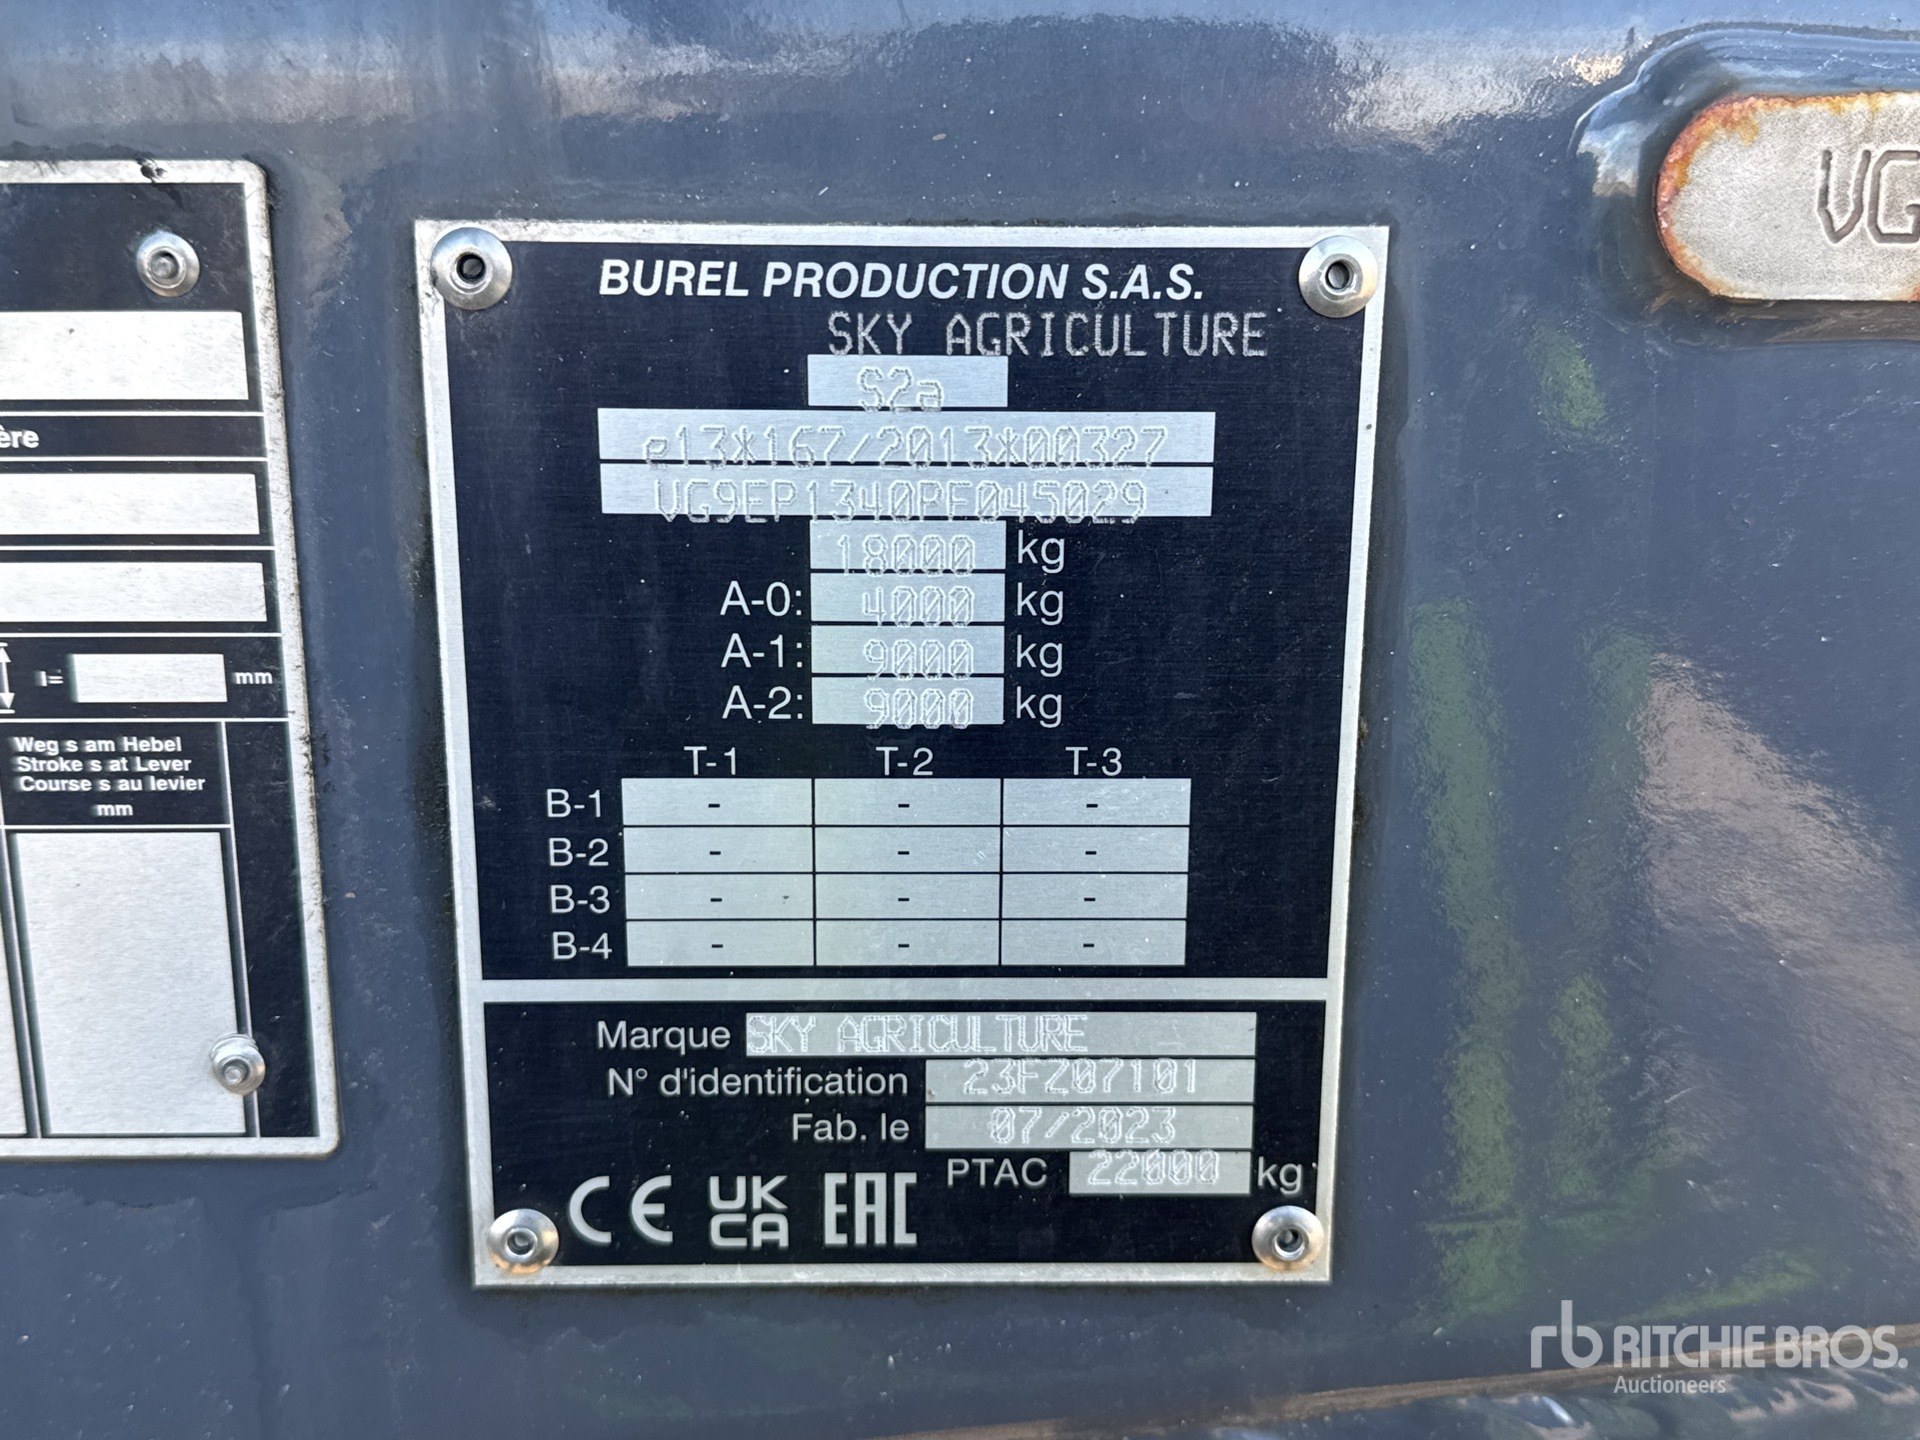 ère
l= mm
Weg s am Hebel
Stroke s at Lever
Course s au levier
mm
BUREL PRODUCTION S.A.S.
SKY AGRICULTURE
S2a
e13*167/2013*00327
VG9EP1340PF045029
18000 kg
A-0: 4000 kg
A-1: 9000 kg
A-2: 9000 kg
T-1 T-2 T-3
B-1 - - -
B-2 - - -
B-3 - - -
B-4 - - -
Marque SKY AGRICULTURE
N° d'identification 23FZ07101
Fab. le 07/2023
PTAC 22000 kg
CE UK CA EAC
VG
rb RITCHIE BROS.
Auctioneers